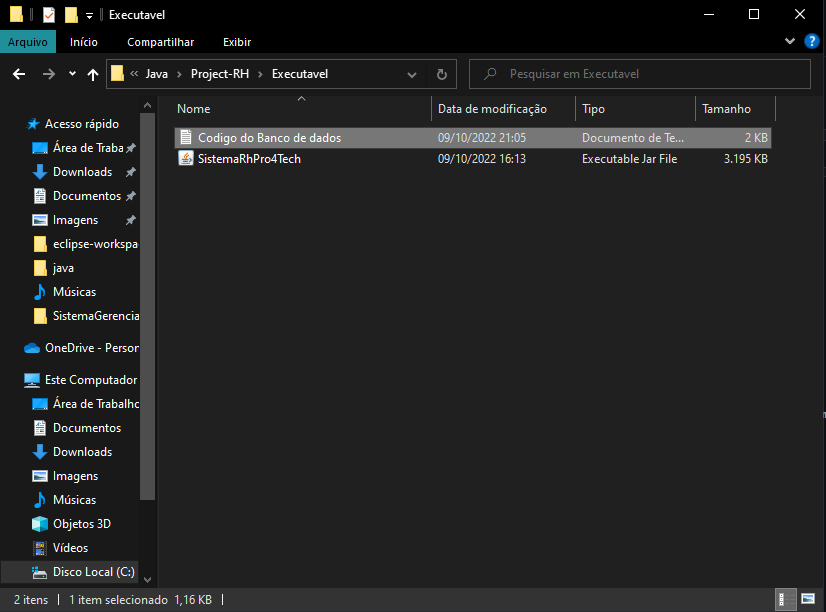 Executavel
Arquivo Início Compartilhar Exibir
Java Project-RH Executavel Pesquisar em Executavel
Nome Data de modificação Tipo Tamanho
Codigo do Banco de dados 09/10/2022 21:05 Documento de Te... 2 KB
SistemaRhPro4Tech 09/10/2022 16:13 Executable Jar File 3.195 KB
Acesso rápido
Área de Traba
Downloads
Documentos
Imagens
eclipse-workspa
java
Músicas
SistemaGerencia
OneDrive - Person
Este Computador
Área de Trabalho
Documentos
Downloads
Imagens
Músicas
Objetos 3D
Vídeos
Disco Local (C:)
2 itens 1 item selecionado 1,16 KB